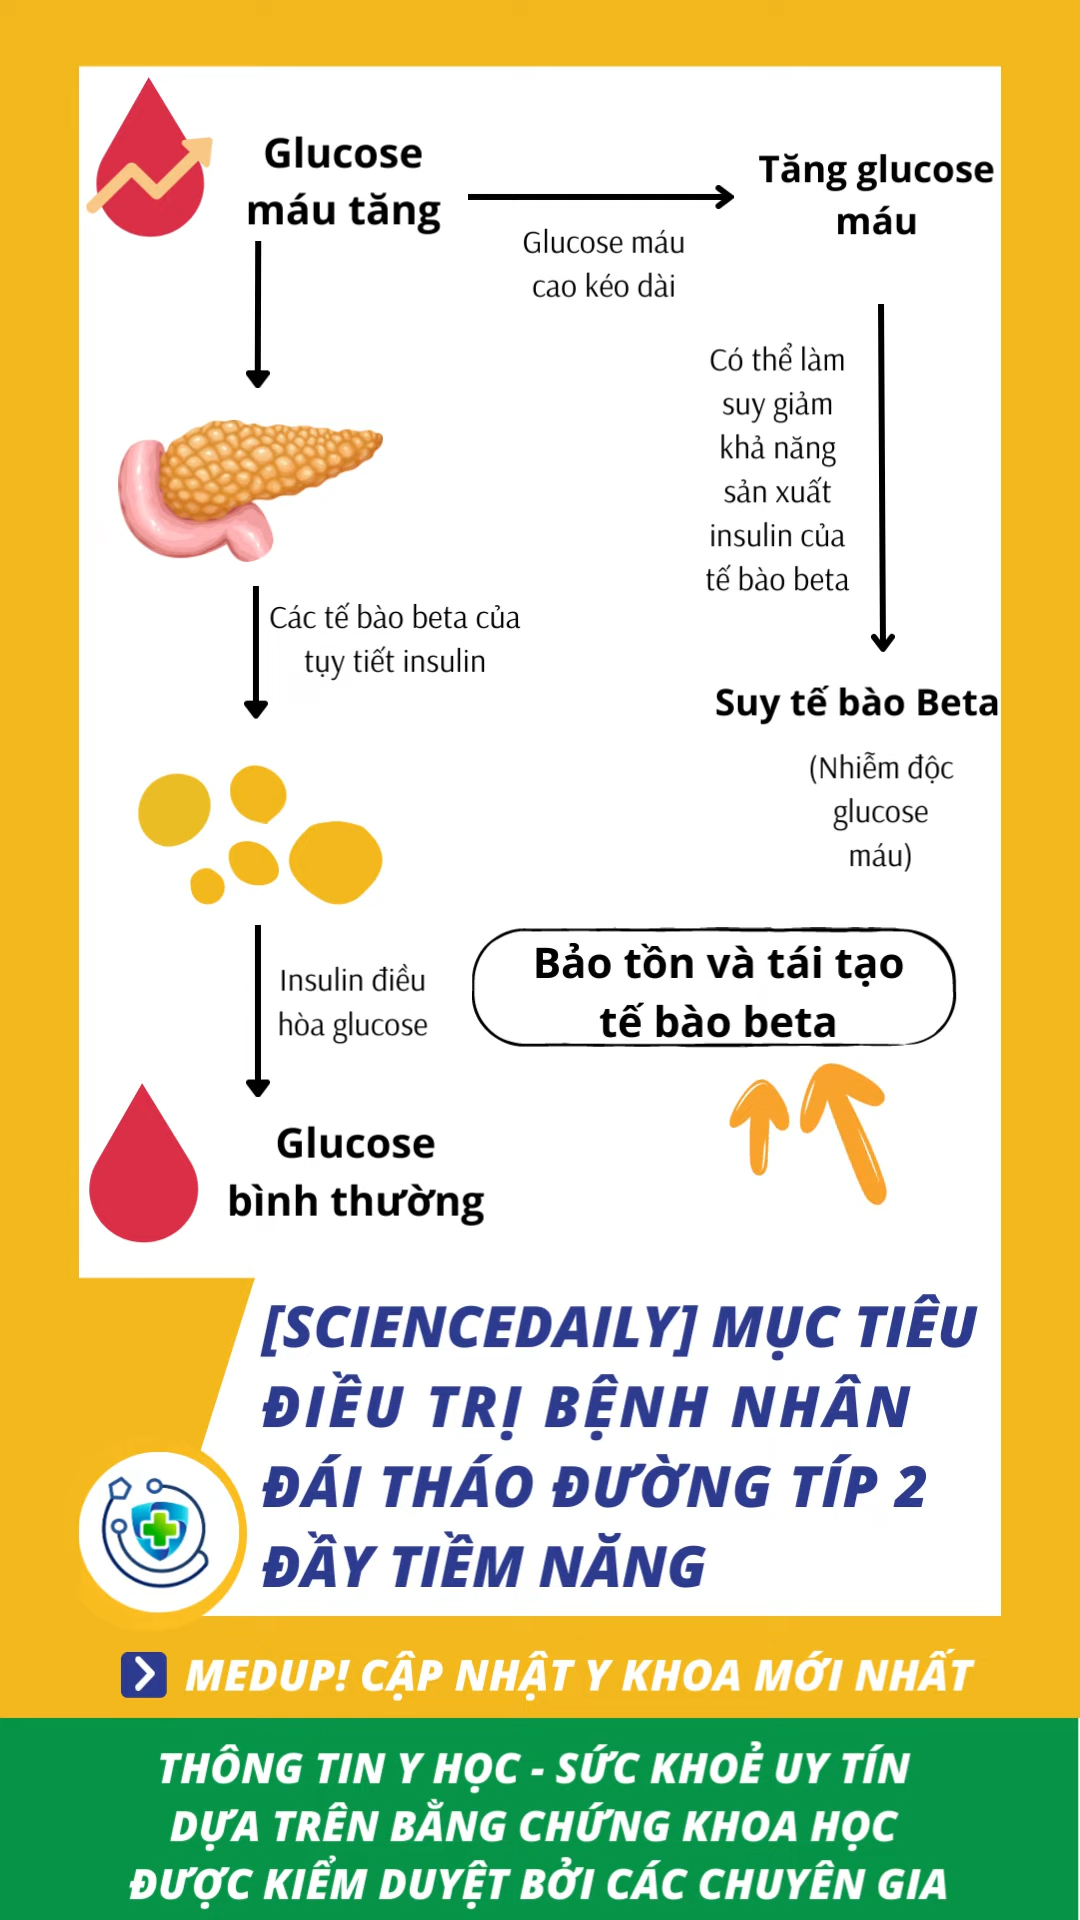 Glucose
máu tăng
Glucose máu
cao kéo dài
Tăng glucose
máu
Có thể làm
suy giảm
khả năng
sản xuất
insulin của
tế bào beta
Các tế bào beta của
tụy tiết insulin
Suy tế bào Beta
(Nhiễm độc
glucose
máu)
Insulin điều
hòa glucose
Bảo tồn và tái tạo
tế bào beta
Glucose
bình thường
[SCIENCEDAILY] MỤC TIÊU
ĐIỀU TRỊ BỆNH NHÂN
ĐÁI THÁO ĐƯỜNG TÍP 2
ĐẦY TIỀM NĂNG
MEDUP! CẬP NHẬT Y KHOA MỚI NHẤT
THÔNG TIN Y HỌC - SỨC KHOẺ UY TÍN
DỰA TRÊN BẰNG CHỨNG KHOA HỌC
ĐƯỢC KIỂM DUYỆT BỞI CÁC CHUYÊN GIA